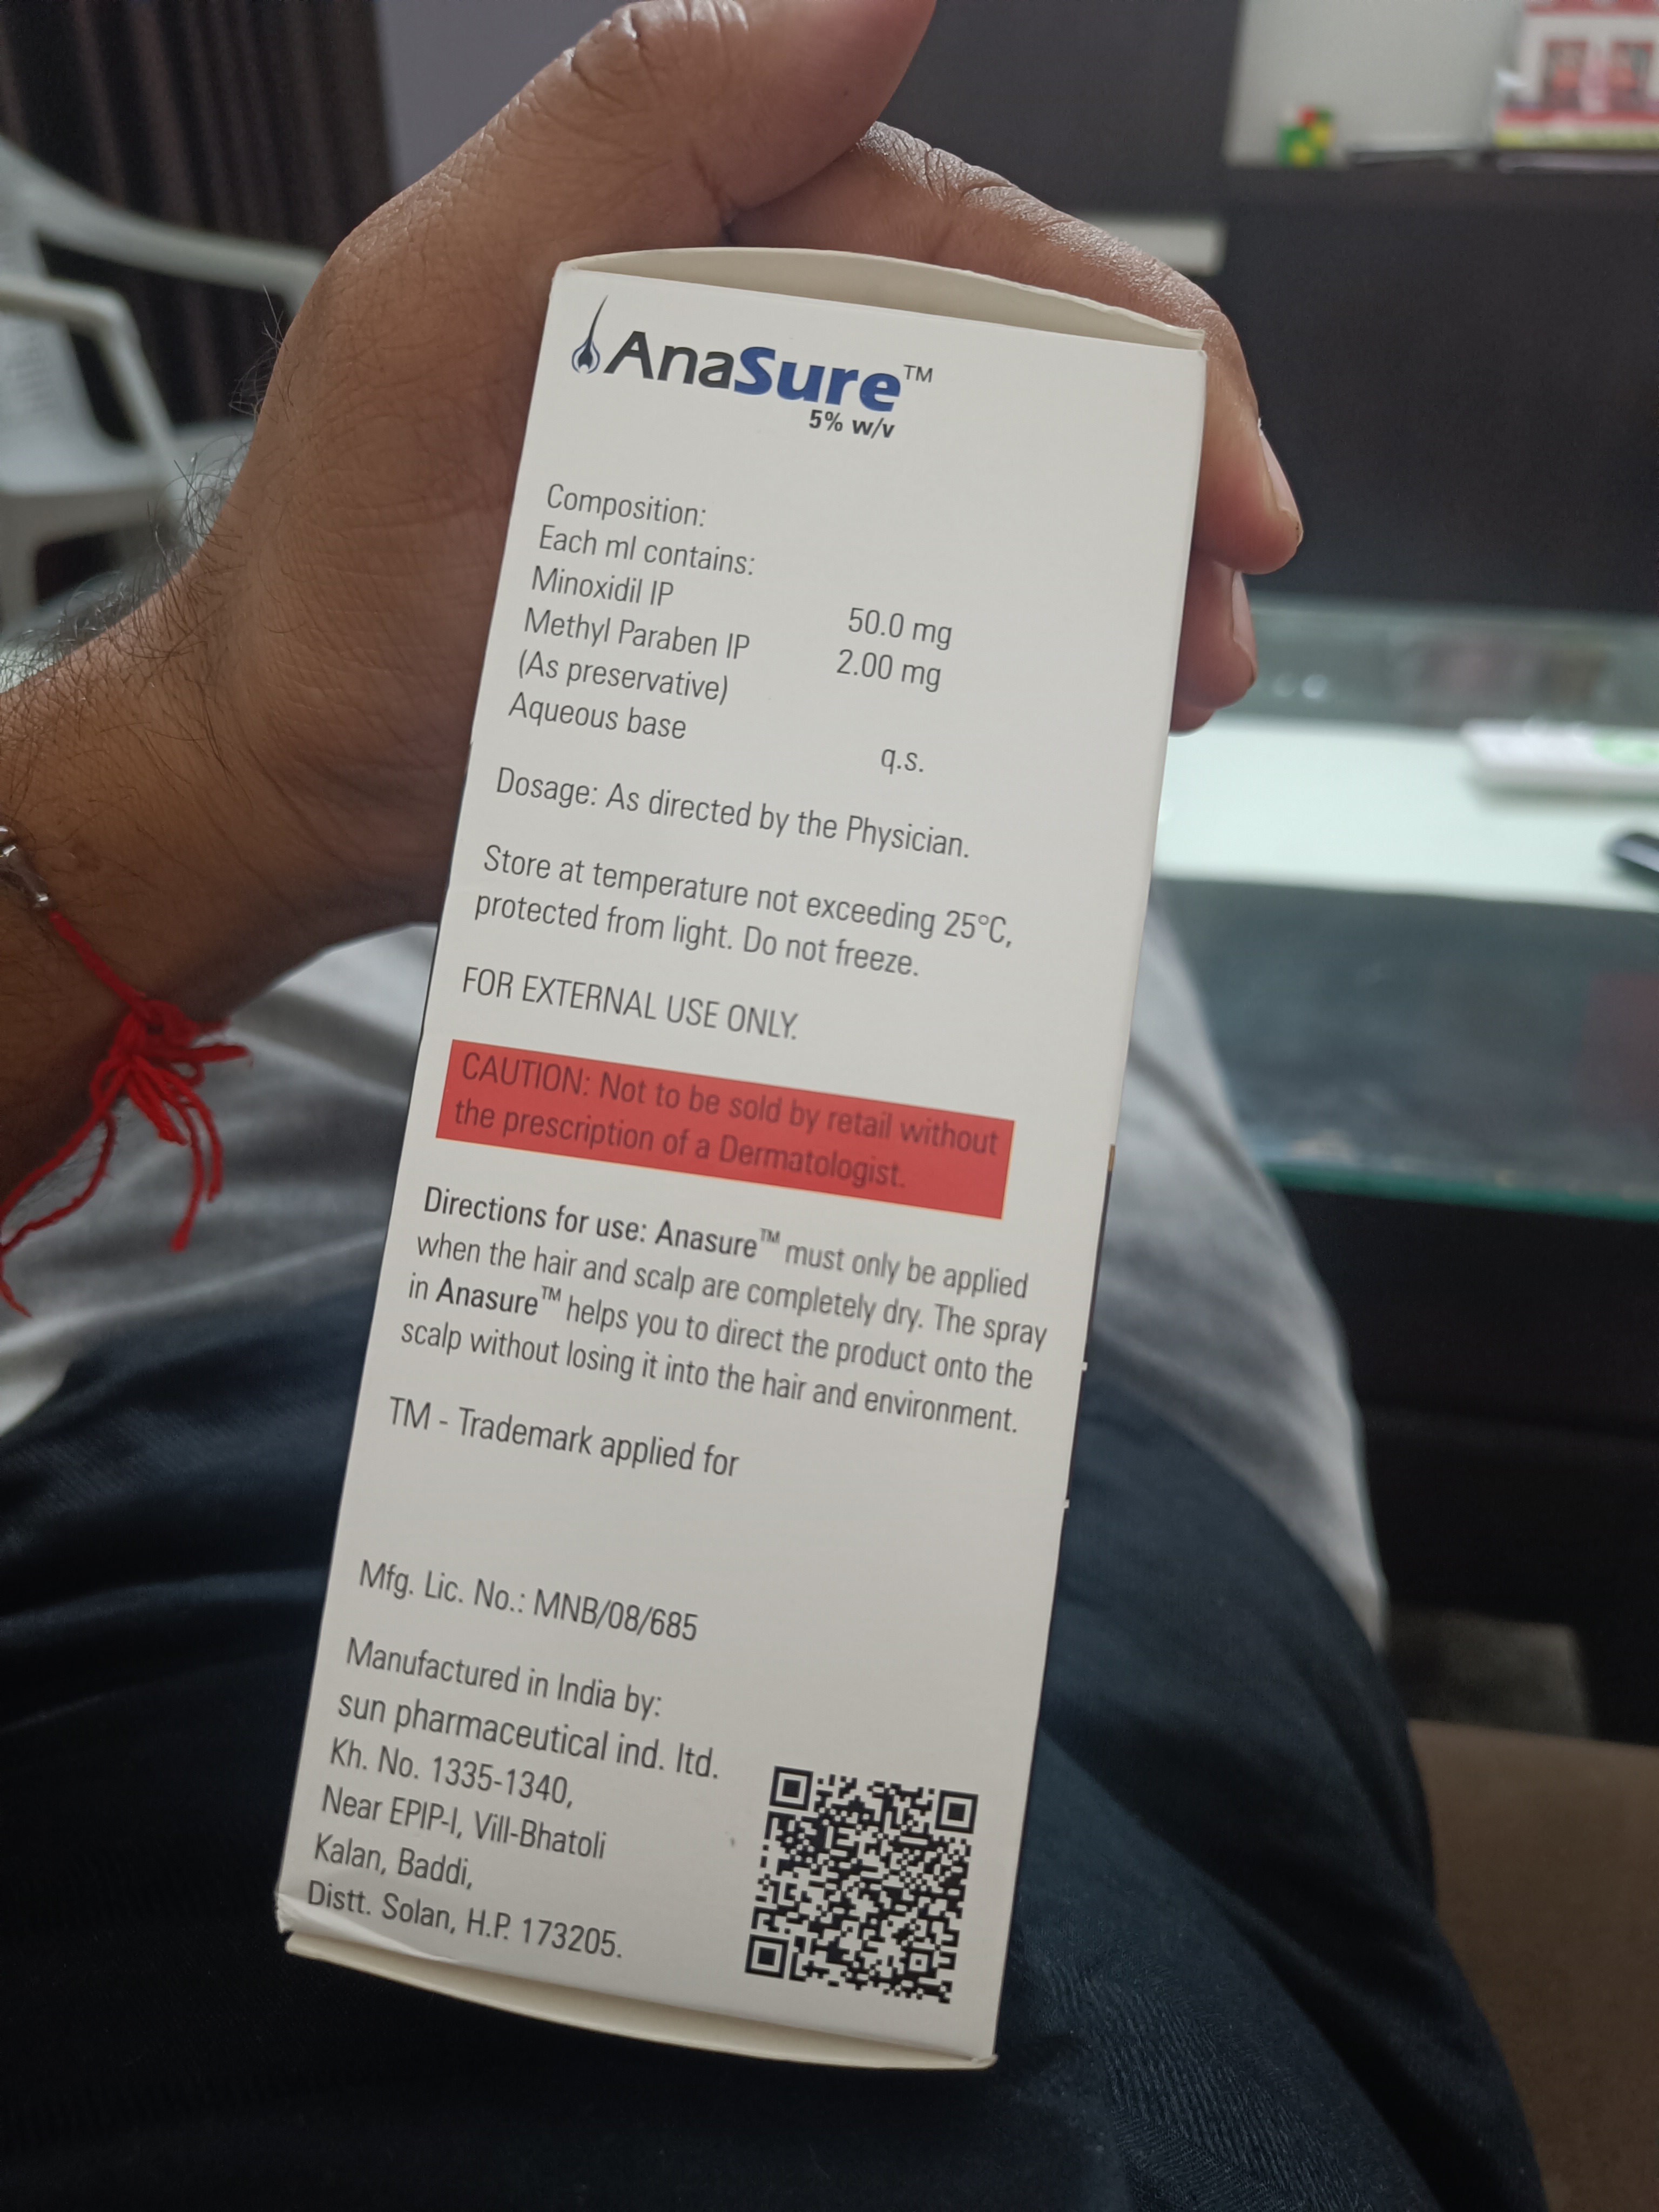 AnaSure™
5% w/v
Composition:
Each ml contains:
Minoxidil IP 50.0 mg
Methyl Paraben IP 2.00 mg
(As preservative)
Aqueous base q.s.
Dosage: As directed by the Physician.
Store at temperature not exceeding 25°C,
protected from light. Do not freeze.
FOR EXTERNAL USE ONLY.
CAUTION: Not to be sold by retail without
the prescription of a Dermatologist.
Directions for use: Anasure™ must only be applied
when the hair and scalp are completely dry. The spray
in Anasure™ helps you to direct the product onto the
scalp without losing it into the hair and environment.
TM - Trademark applied for
Mfg. Lic. No.: MNB/08/685
Manufactured in India by:
sun pharmaceutical ind. ltd.
Kh. No. 1335-1340,
Near EPIP-I, Vill-Bhatoli
Kalan, Baddi,
Distt. Solan, H.P. 173205.